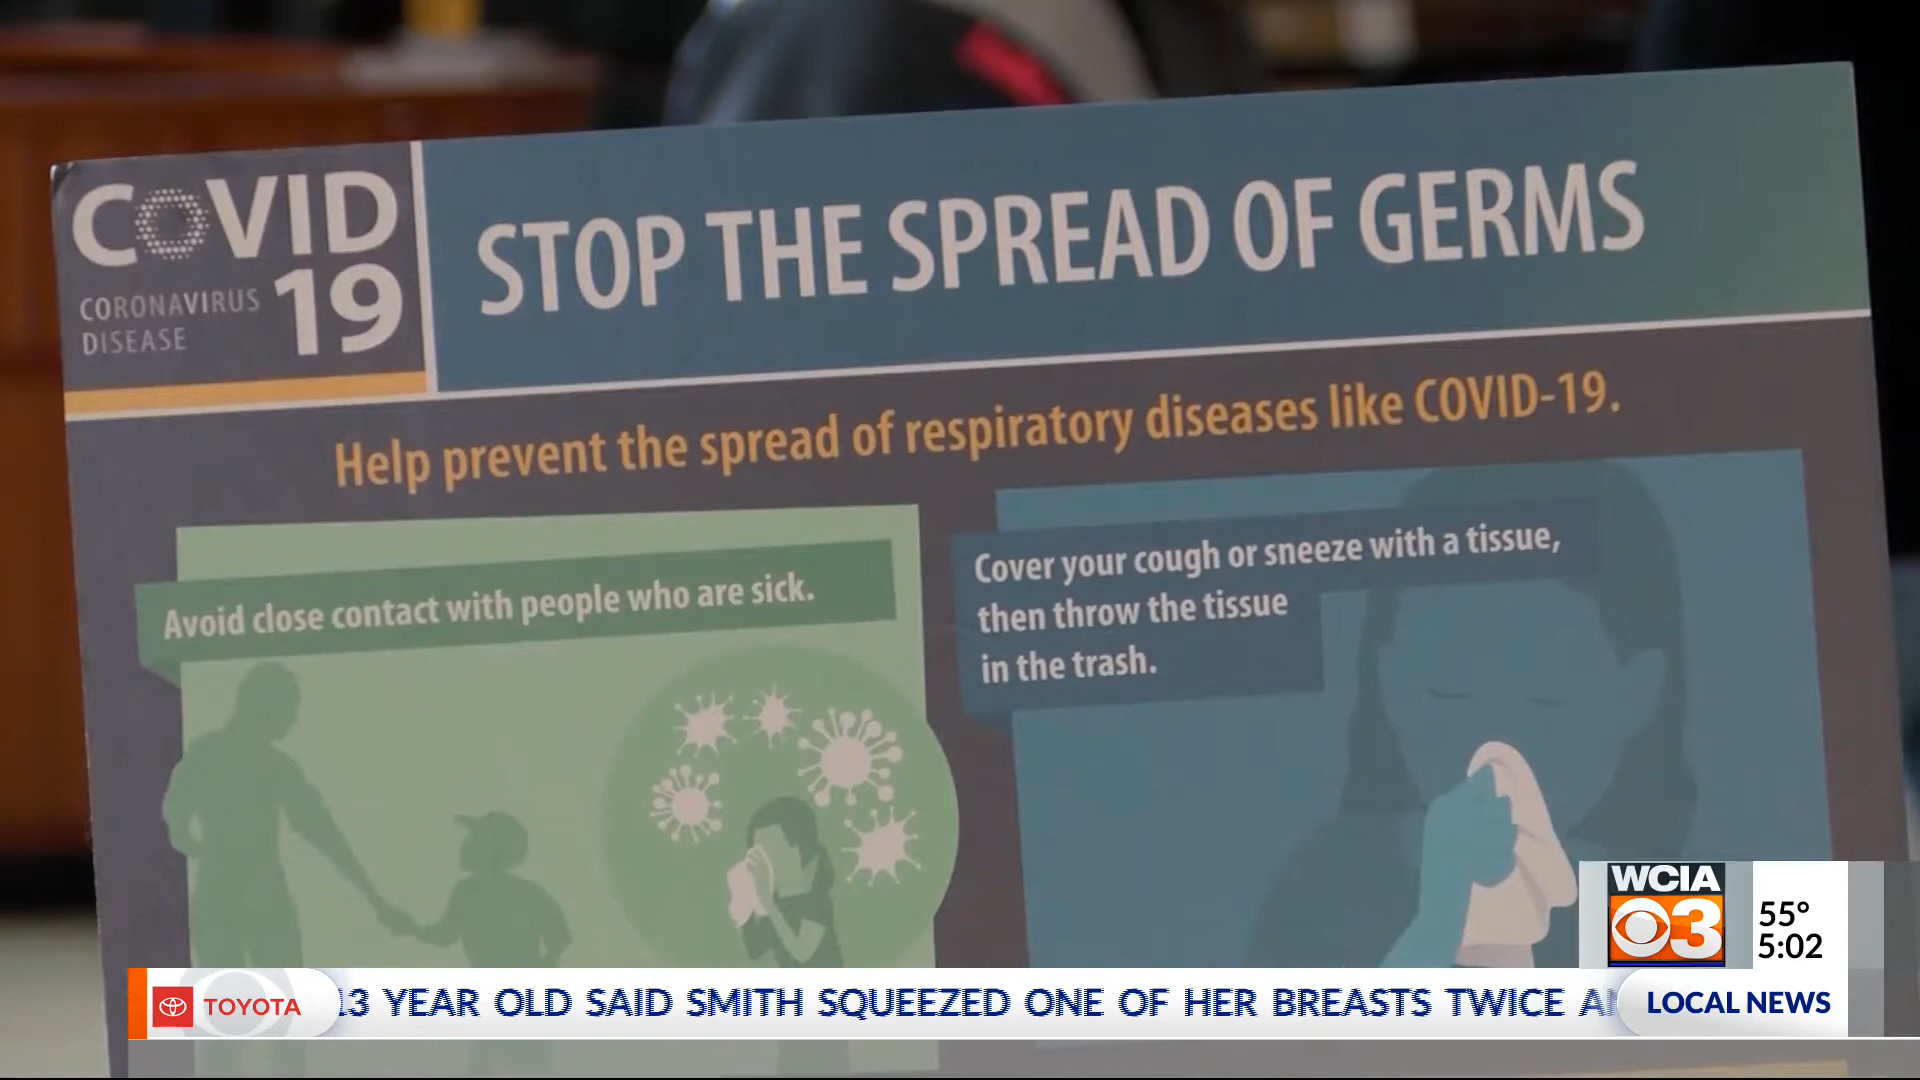 COVID
19
CORONAVIRUS
DISEASE
STOP THE SPREAD OF GERMS
Help prevent the spread of respiratory diseases like COVID-19.
Avoid close contact with people who are sick.
Cover your cough or sneeze with a tissue,
then throw the tissue
in the trash.
WCIA
3
55°
5:02
TOYOTA
13 YEAR OLD SAID SMITH SQUEEZED ONE OF HER BREASTS TWICE
LOCAL NEWS